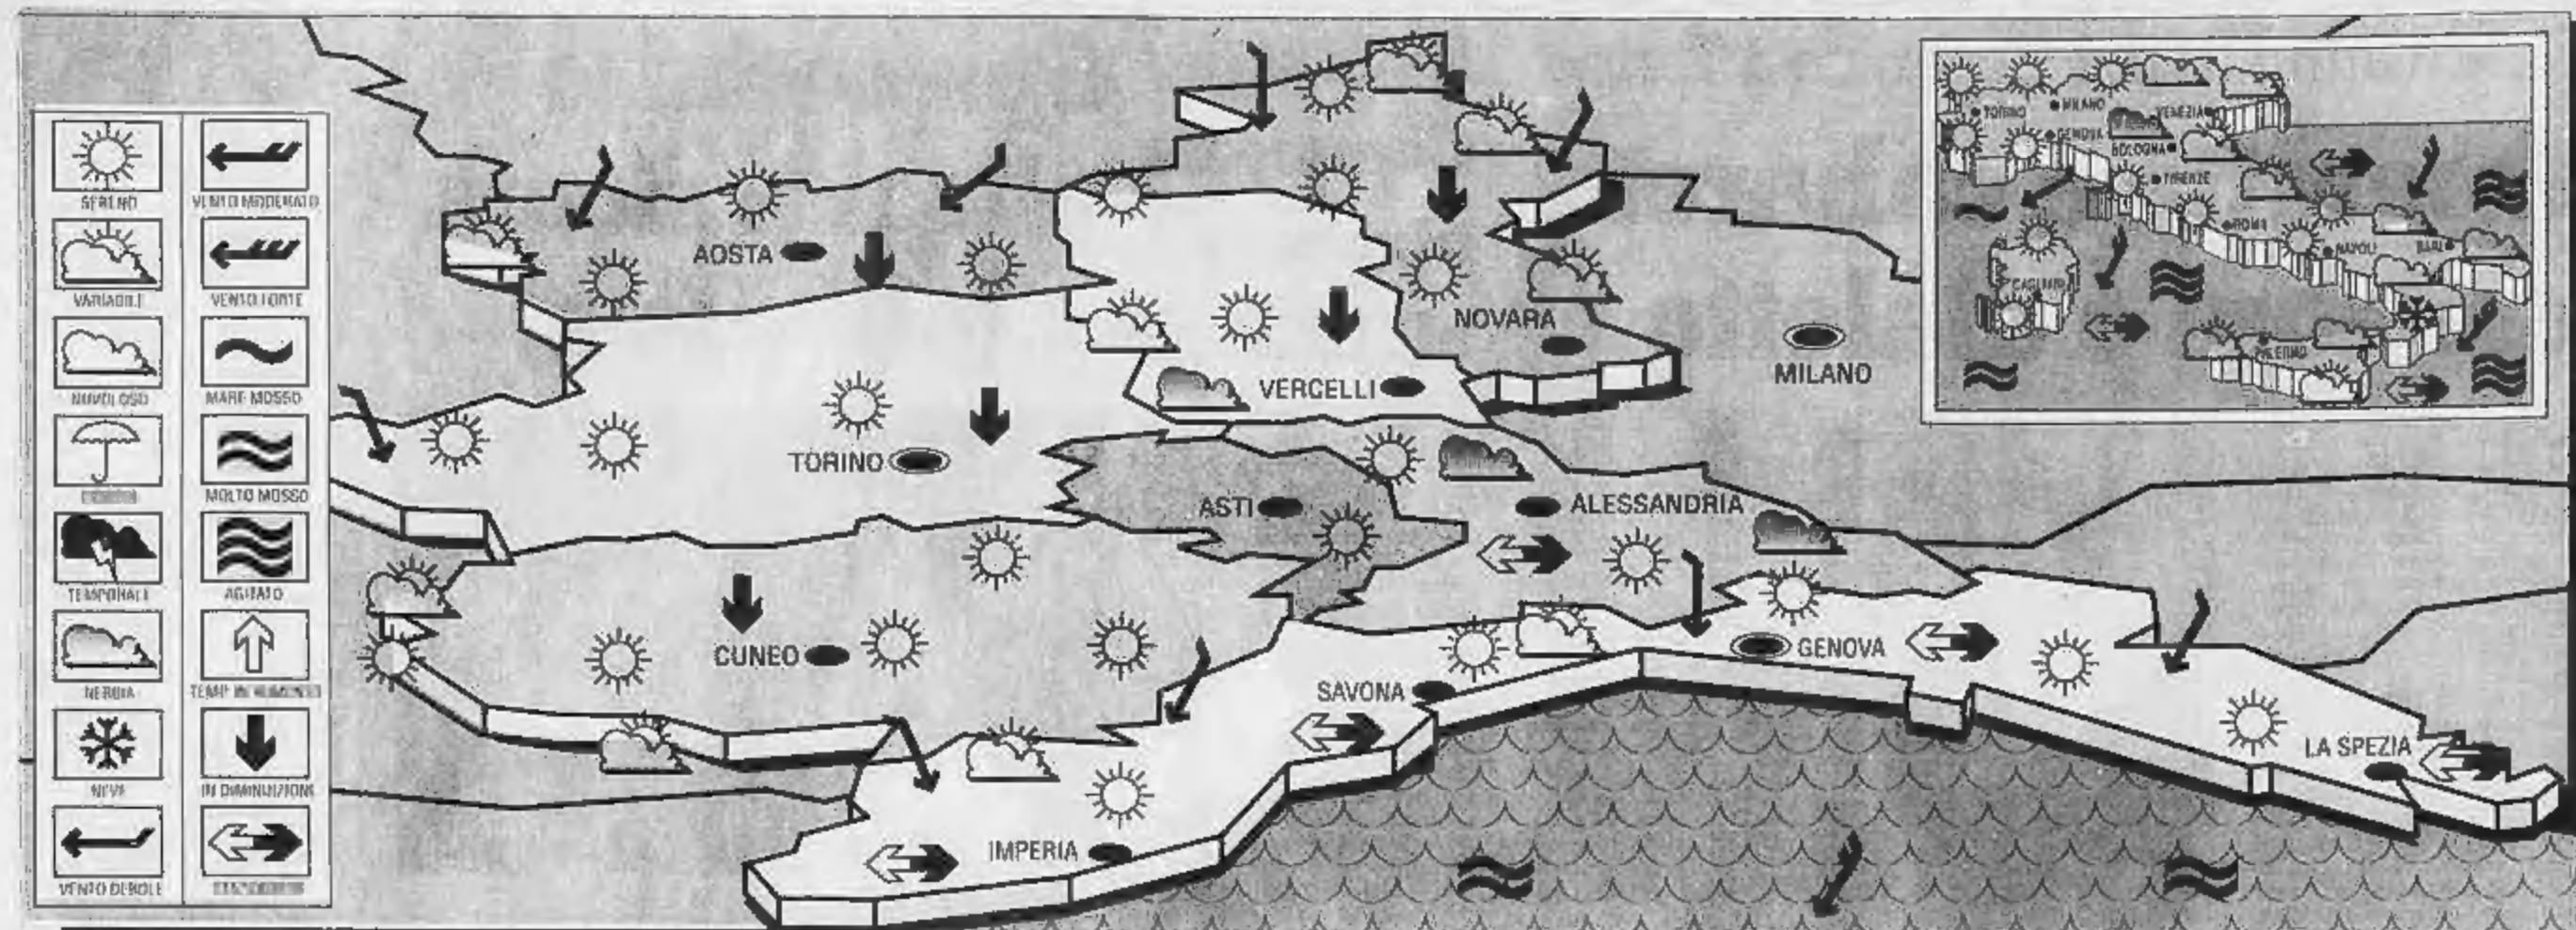 SERENO
VARIABILE
NUVOLOSO
TEMPORALE
NEBBIA
NEVE
VENTO DEBOLE
VENTO MODERATO
VENTO FORTE
MARE MOSSO
MOLTO MOSSO
AGITATO
TEMP
IN DIMINUZIONE
AOSTA
NOVARA
MILANO
VERCELLI
TORINO
ASTI
ALESSANDRIA
CUNEO
GENOVA
SAVONA
LA SPEZIA
IMPERIA
TORINO
MILANO
VENEZIA
GENOVA
BOLOGNA
FIRENZE
ROMA
NAPOLI
BARI
CAGLIARI
PALERMO